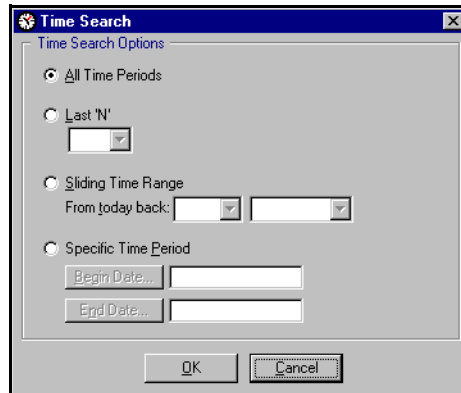 Time Search
Time Search Options
All Time Periods
Last 'N'
Sliding Time Range
From today back:
Specific Time Period
Begin Date...
End Date...
OK Cancel